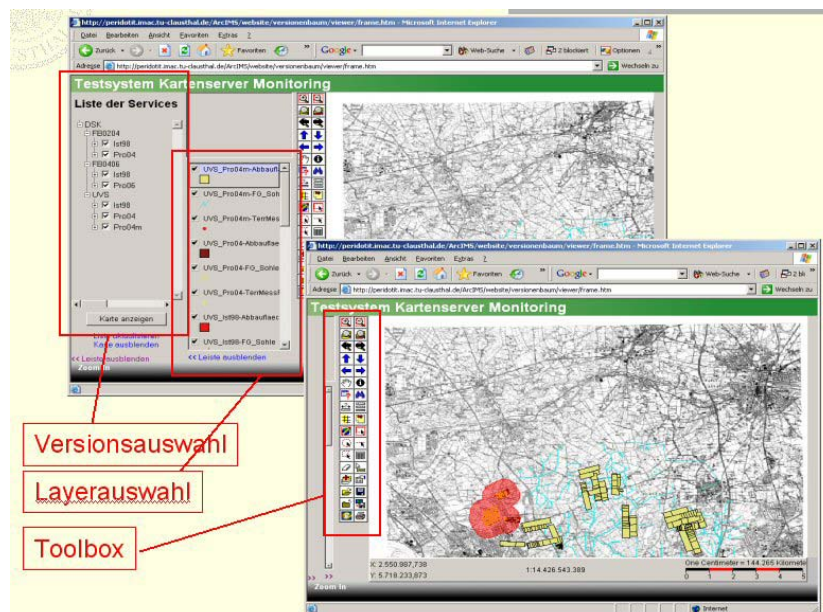 http://peridotit.imac.tu-clausthal.de/ArcIMS/website/versionenbaum/viewer/frame.htm - Microsoft Internet Explorer
Datei Bearbeiten Ansicht Favoriten Extras ?
Zurück Favoriten Google Web-Suche 2 blockiert Optionen
Adresse http://peridotit.imac.tu-clausthal.de/ArcIMS/website/versionenbaum/viewer/frame.htm Wechseln zu
Testsystem Kartenserver Monitoring
Liste der Services
DSK
FB0204
Ist98
Pro04
FB0406
Ist98
Pro06
UVS
Ist98
Pro04
Pro04m
Karte anzeigen
Karte ausblenden
<< Leiste ausblenden
Zoom In
UVS_Pro04m-Abbaufl
UVS_Pro04m-FG_Sohl
UVS_Pro04m-TerrMes
UVS_Pro04-Abbauflae
UVS_Pro04-FG_Sohle
UVS_Pro04-TerrMessf
UVS_Ist98-Abbauflaec
UVS_Ist98-FG_Sohle
<< Leiste ausblenden
http://peridotit.imac.tu-clausthal.de/ArcIMS/website/versionenbaum/viewer/frame.htm - Microsoft Internet Explorer
Datei Bearbeiten Ansicht Favoriten Extras ?
Zurück Favoriten Google Web-Suche 2 bl
Adresse http://peridotit.imac.tu-clausthal.de/ArcIMS/website/versionenbaum/viewer/frame.htm Wechseln zu
Testsystem Kartenserver Monitoring
X: 2.550.987,738
Y: 5.718.233,873
1:14.426.543.389
One Centimeter = 144.265 Kilomete
0 1 2 3 4 5
>> >>
Zoom In
Internet
Versionsauswahl
Layerauswahl
Toolbox